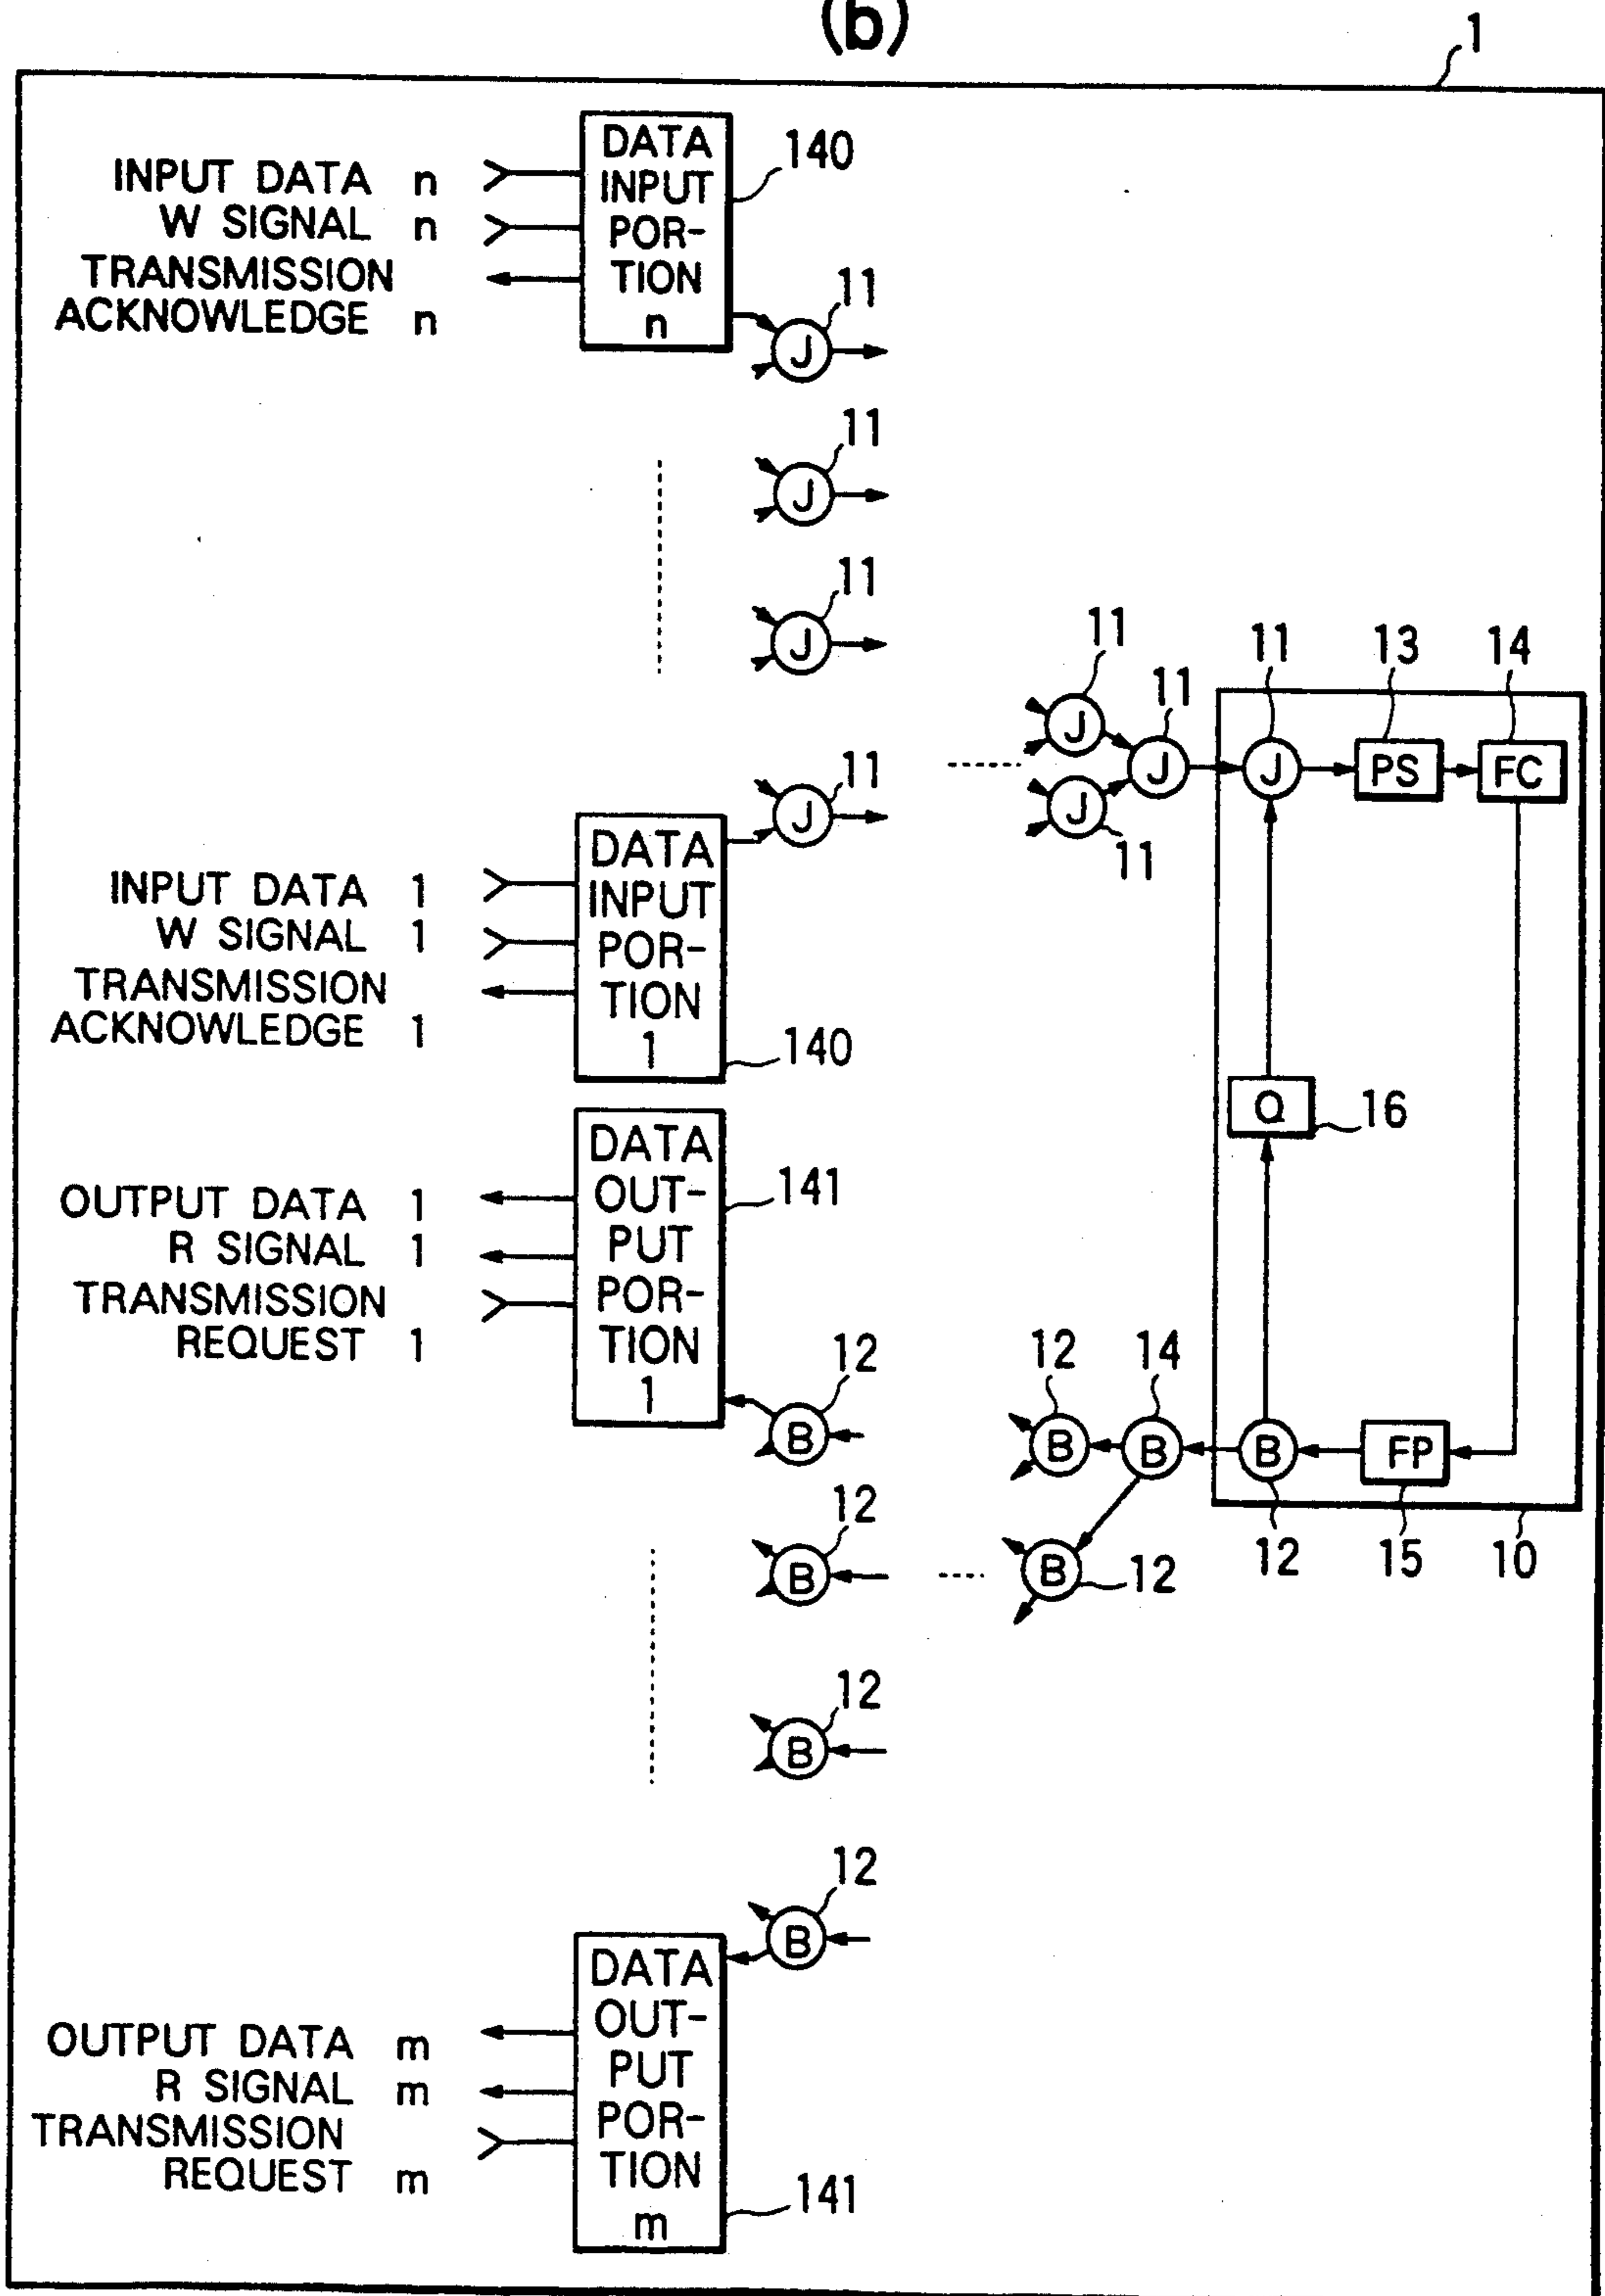 (b)
1
INPUT DATA n
W SIGNAL n
TRANSMISSION
ACKNOWLEDGE n
DATA
INPUT
POR-
TION
n
140
11
J
11
J
11
J
11
J
11
J
11
J
J
11
11
J
13
PS
14
FC
INPUT DATA 1
W SIGNAL 1
TRANSMISSION
ACKNOWLEDGE 1
DATA
INPUT
POR-
TION
1
140
Q
16
OUTPUT DATA 1
R SIGNAL 1
TRANSMISSION
REQUEST 1
DATA
OUT-
PUT
POR-
TION
1
141
12
B
12
B
14
B
B
12
FP
15
10
12
B
B
12
12
B
12
B
OUTPUT DATA m
R SIGNAL m
TRANSMISSION
REQUEST m
DATA
OUT-
PUT
POR-
TION
m
141